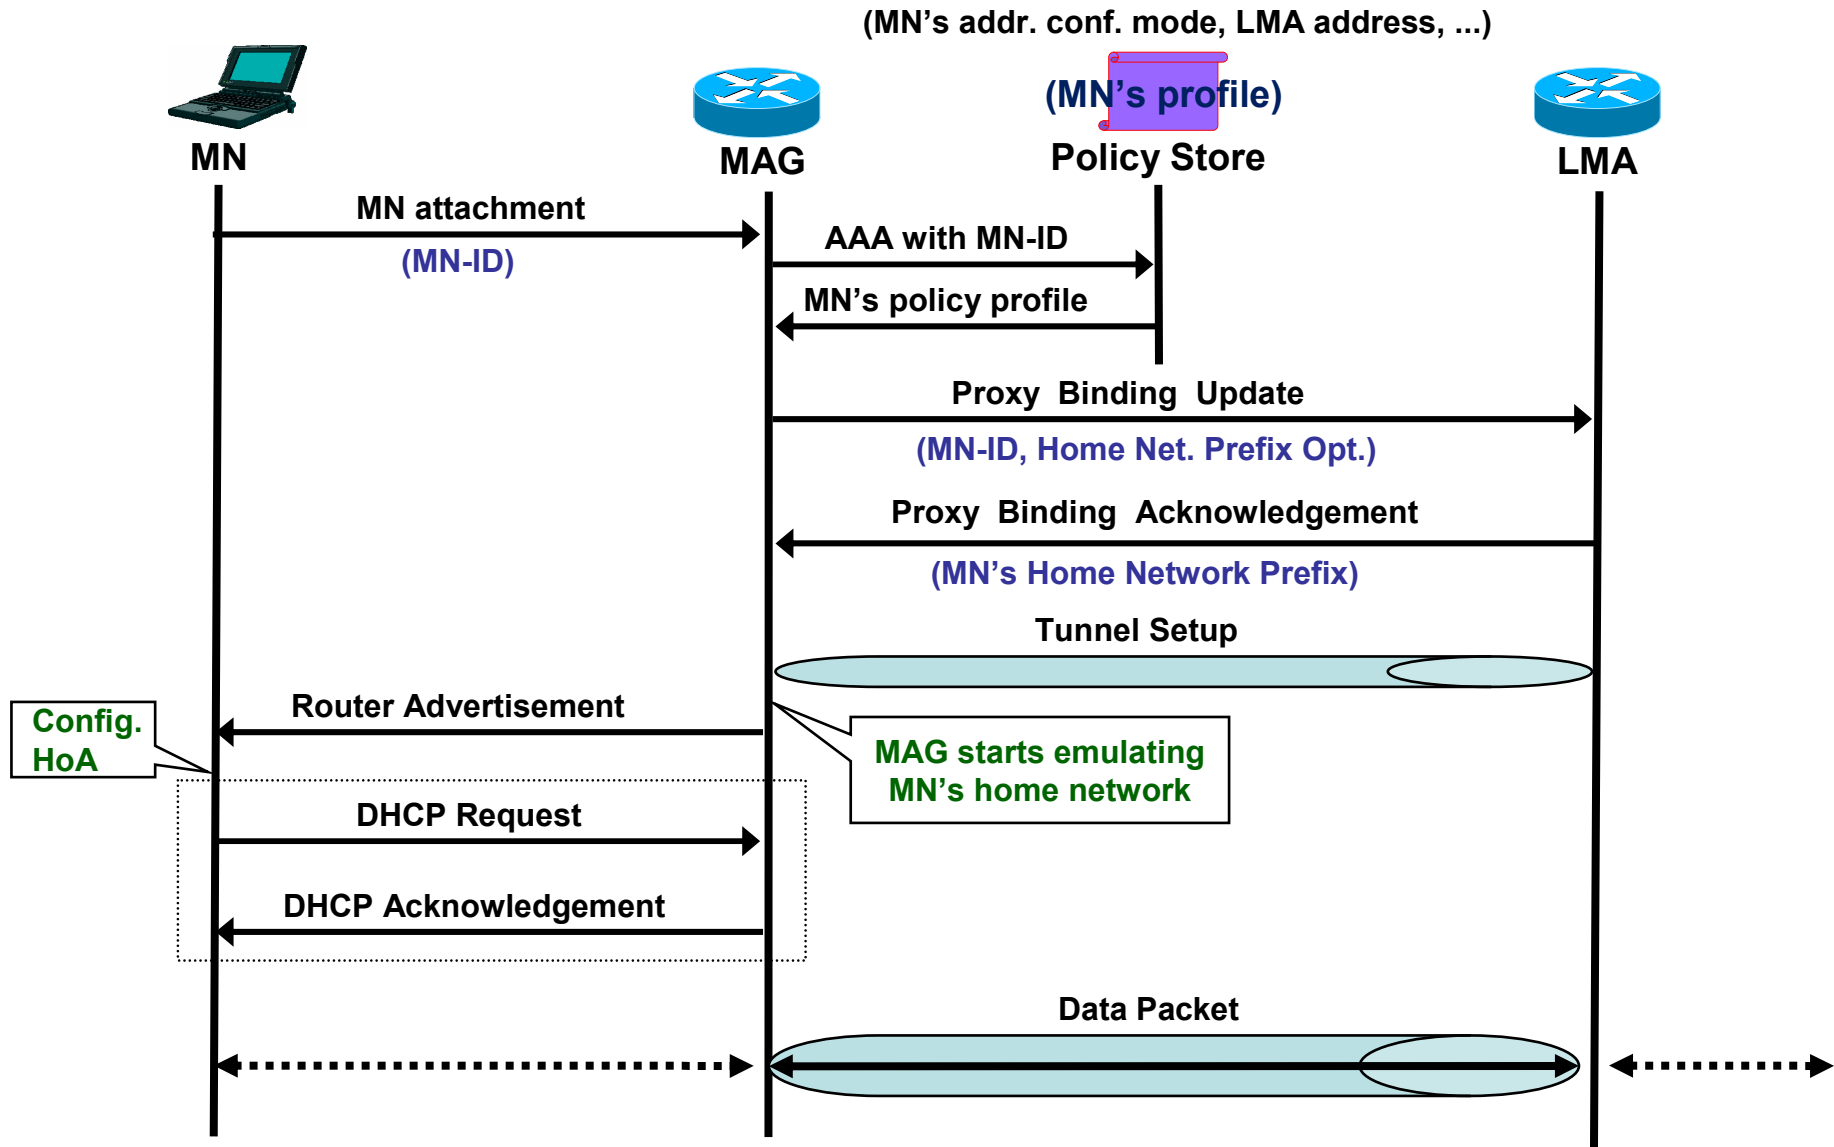 (MN’s addr. conf. mode, LMA address, ...)
(MN’s profile)
MN
MAG
Policy Store
LMA
MN attachment
(MN-ID)
AAA with MN-ID
MN’s policy profile
Proxy Binding Update
(MN-ID, Home Net. Prefix Opt.)
Proxy Binding Acknowledgement
(MN’s Home Network Prefix)
Tunnel Setup
Router Advertisement
Config.
HoA
MAG starts emulating
MN’s home network
DHCP Request
DHCP Acknowledgement
Data Packet